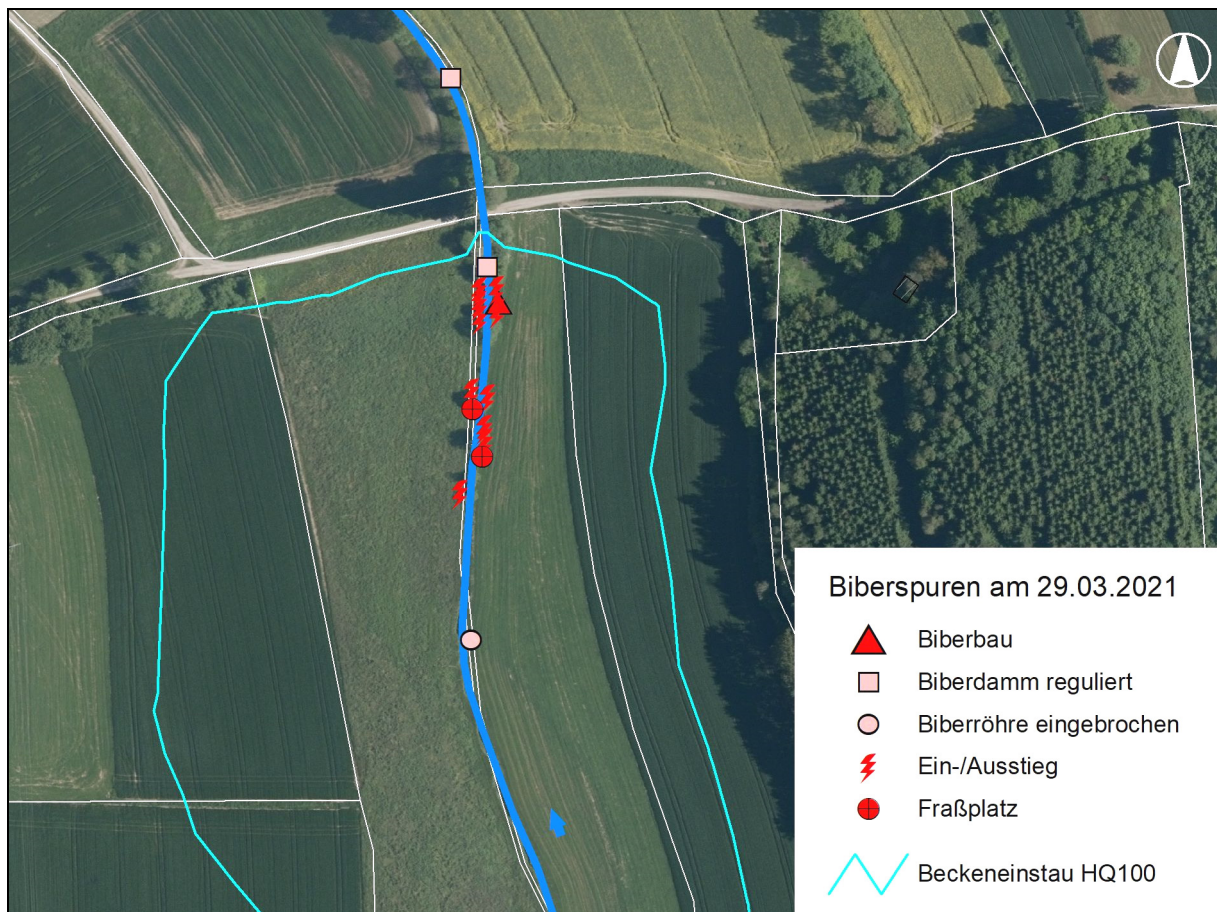 Biberspuren am 29.03.2021
Biberbau
Biberdamm reguliert
Biberröhre eingebrochen
Ein-/Ausstieg
Fraßplatz
Beckeneinstau HQ100